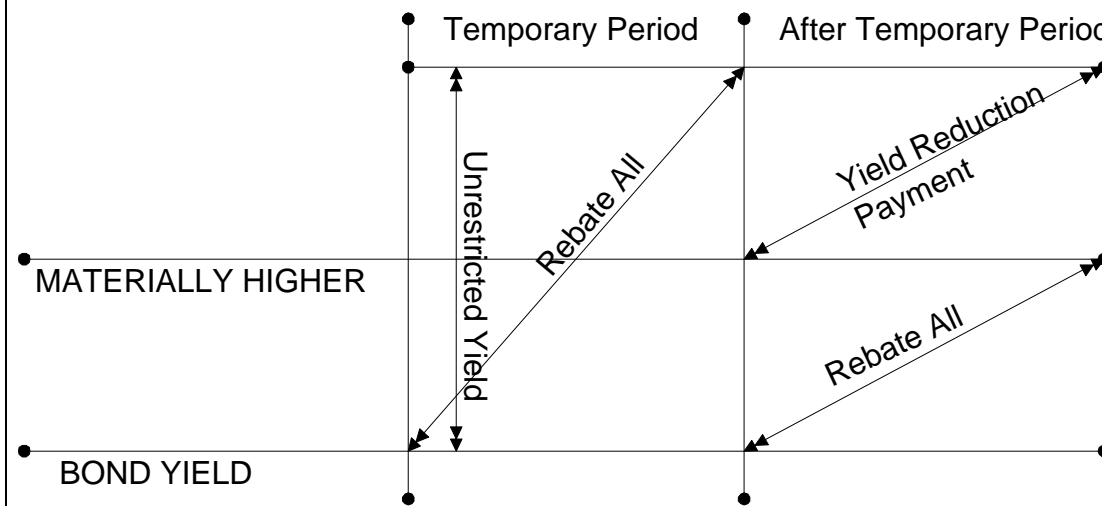 Temporary Period
After Temporary Period
Unrestricted Yield
Rebate All
Yield Reduction
Payment
MATERIALLY HIGHER
Rebate All
BOND YIELD